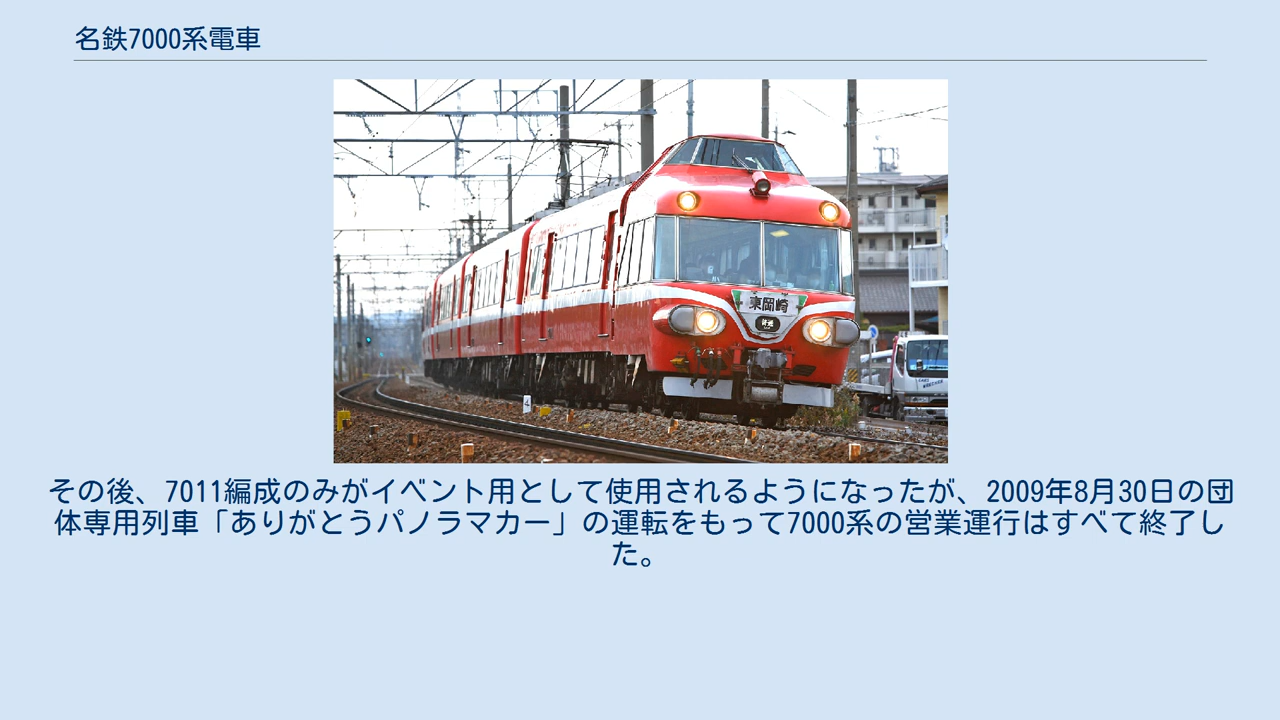 名鉄7000系電車
東岡崎
普通
4
その後、7011編成のみがイベント用として使用されるようになったが、2009年8月30日の団
体専用列車「ありがとうパノラマカー」の運転をもって7000系の営業運行はすべて終了し
た。